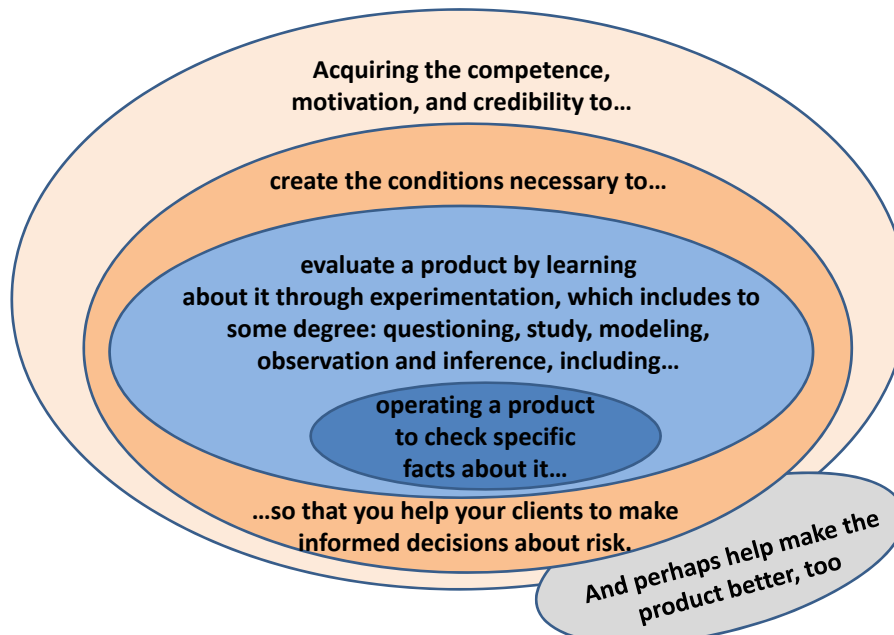 Acquiring the competence,
motivation, and credibility to…
create the conditions necessary to…
evaluate a product by learning
about it through experimentation, which includes to
some degree: questioning, study, modeling,
observation and inference, including…
operating a product
to check specific
facts about it…
…so that you help your clients to make
informed decisions about risk.
And perhaps help make the
product better, too